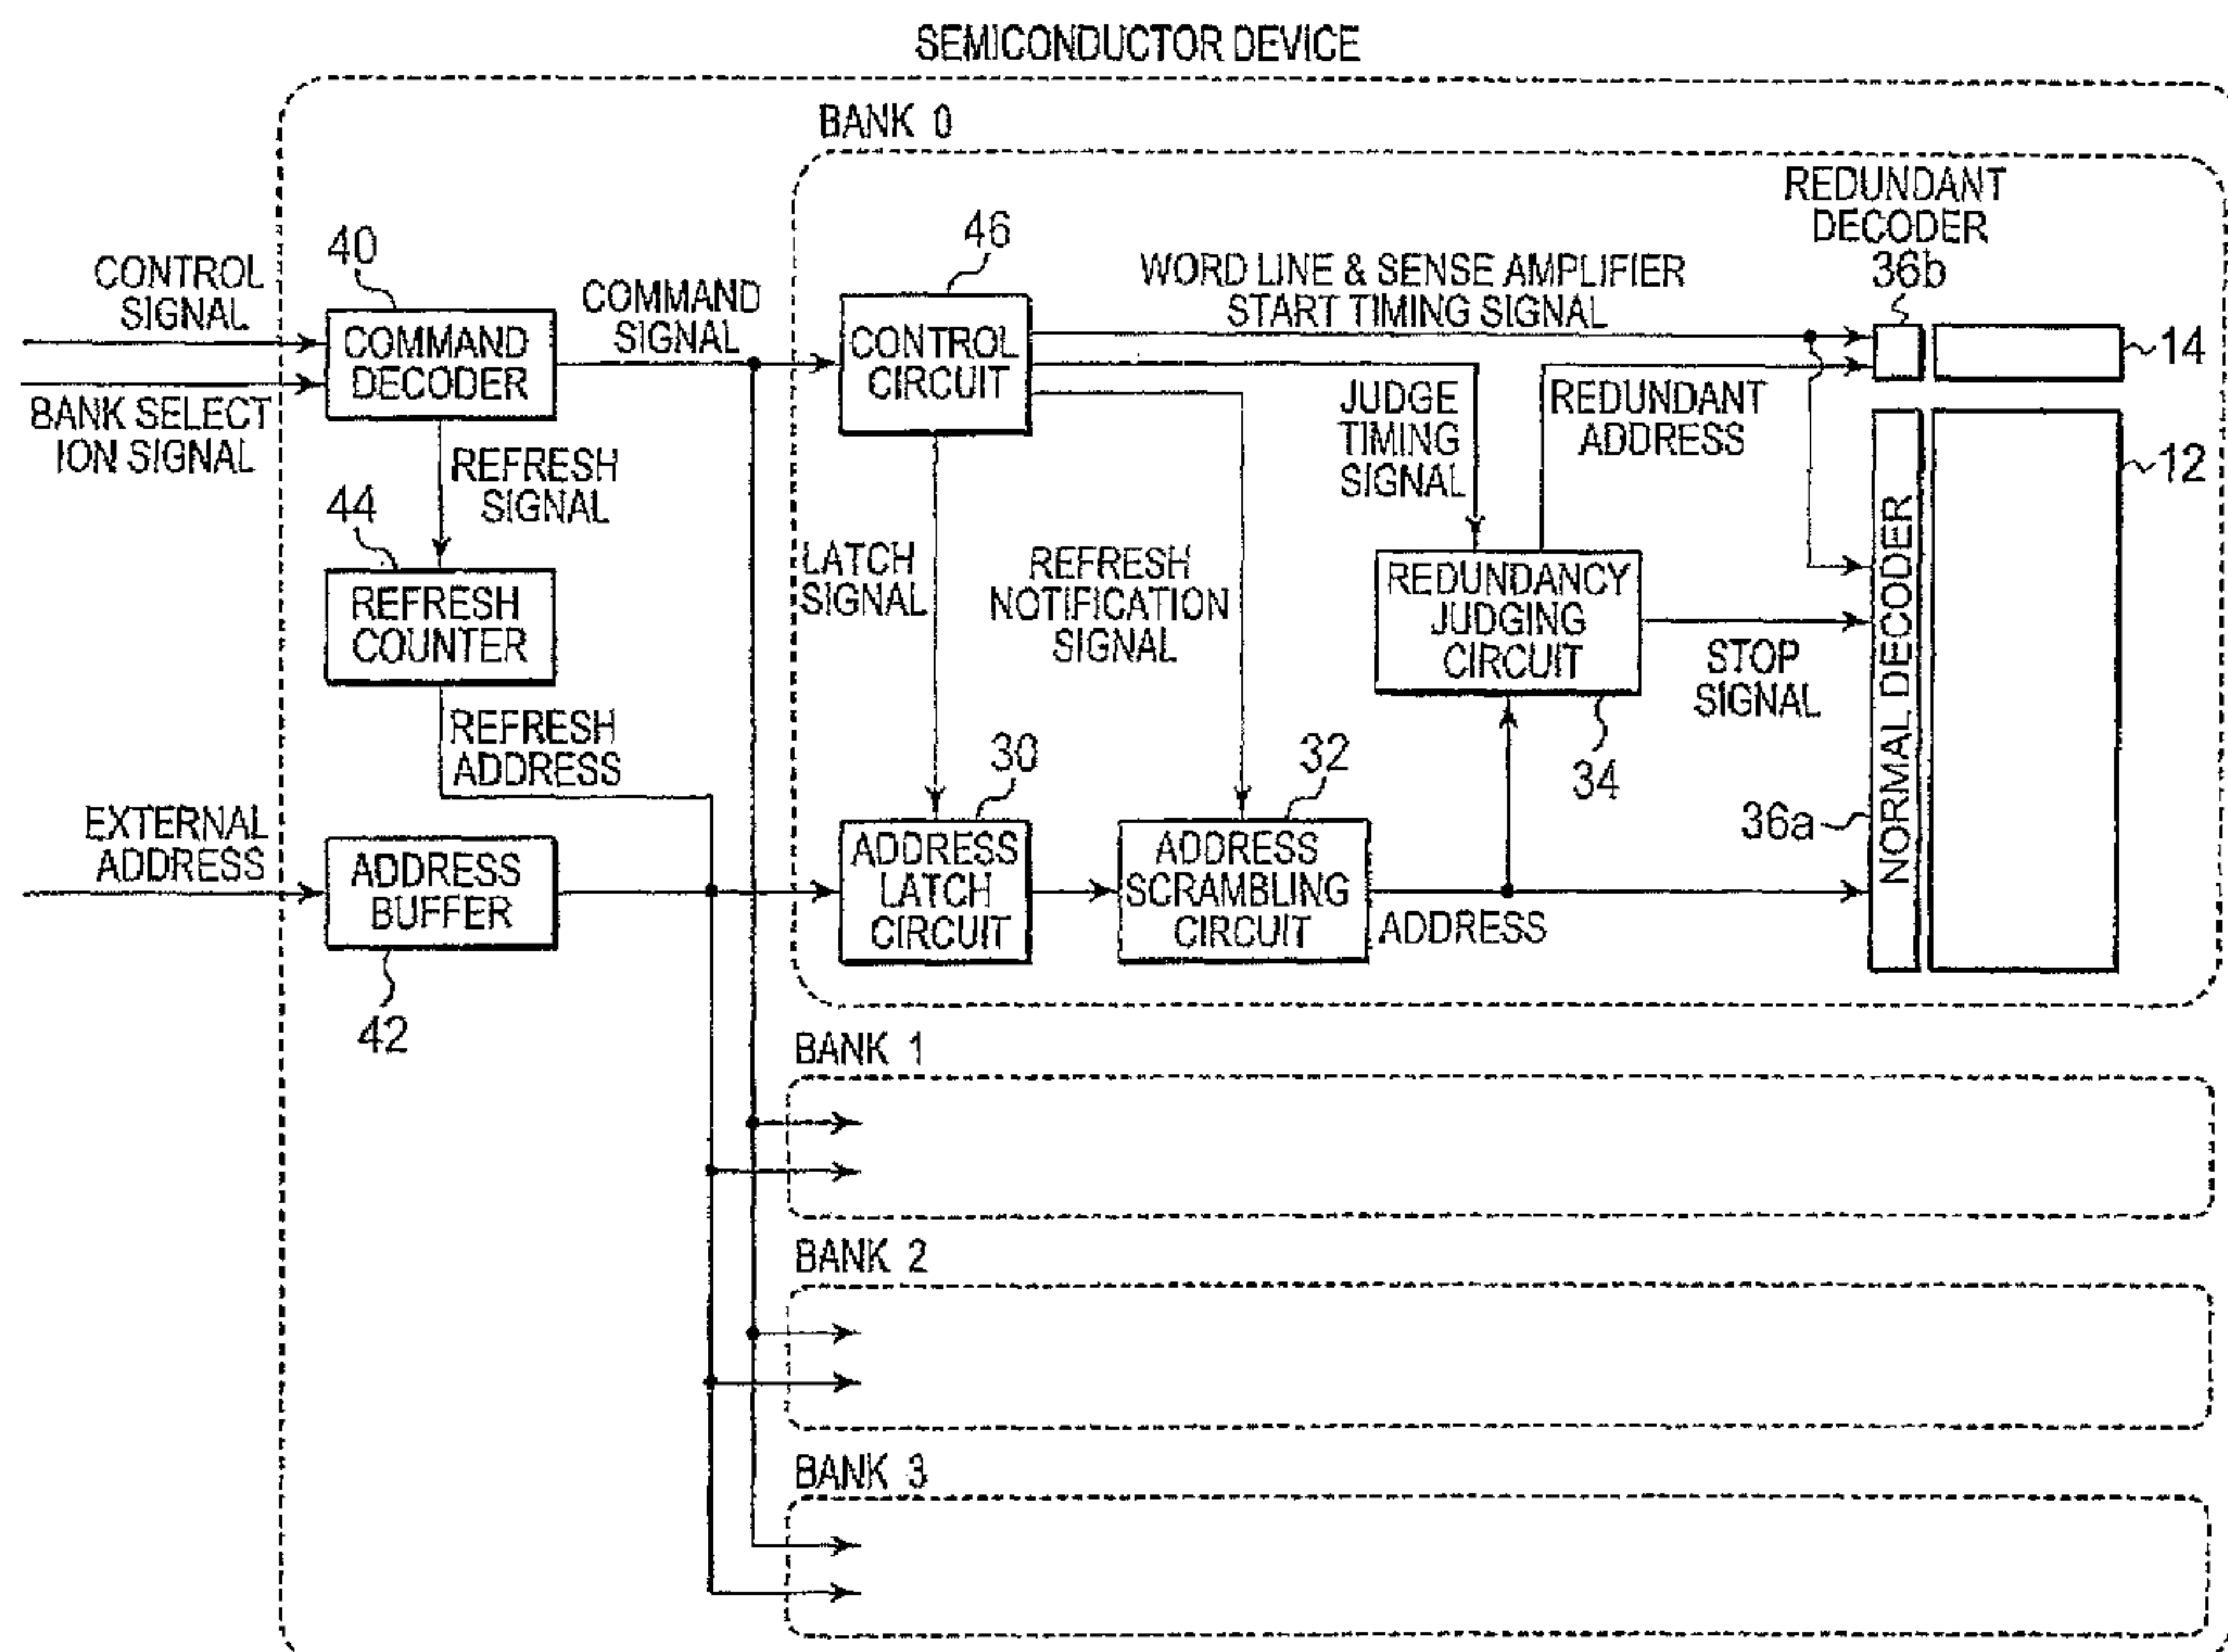 SEMICONDUCTOR DEVICE
BANK 0
REDUNDANT
DECODER
36b
40
46
CONTROL
SIGNAL
COMMAND
SIGNAL
WORD LINE & SENSE AMPLIFIER
START TIMING SIGNAL
COMMAND
DECODER
CONTROL
CIRCUIT
14
BANK SELECT
ION SIGNAL
JUDGE
TIMING
SIGNAL
REDUNDANT
ADDRESS
12
REFRESH
SIGNAL
44
LATCH
SIGNAL
REFRESH
NOTIFICATION
SIGNAL
REDUNDANCY
JUDGING
CIRCUIT
REFRESH
COUNTER
STOP
SIGNAL
NORMAL DECODER
REFRESH
ADDRESS
30
32
34
36a
EXTERNAL
ADDRESS
ADDRESS
BUFFER
ADDRESS
LATCH
CIRCUIT
ADDRESS
SCRAMBLING
CIRCUIT
ADDRESS
42
BANK 1
BANK 2
BANK 3